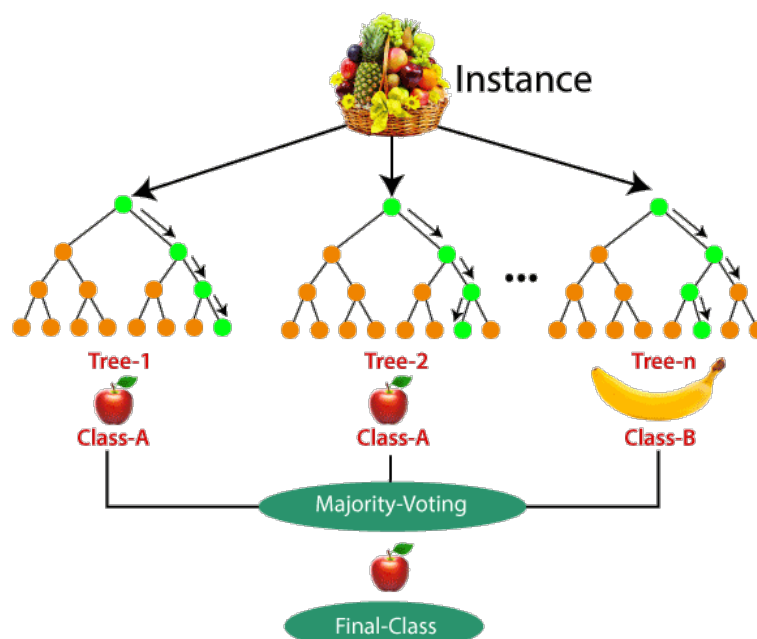 Instance
...
Tree-1 Tree-2 Tree-n
Class-A Class-A Class-B
Majority-Voting
Final-Class